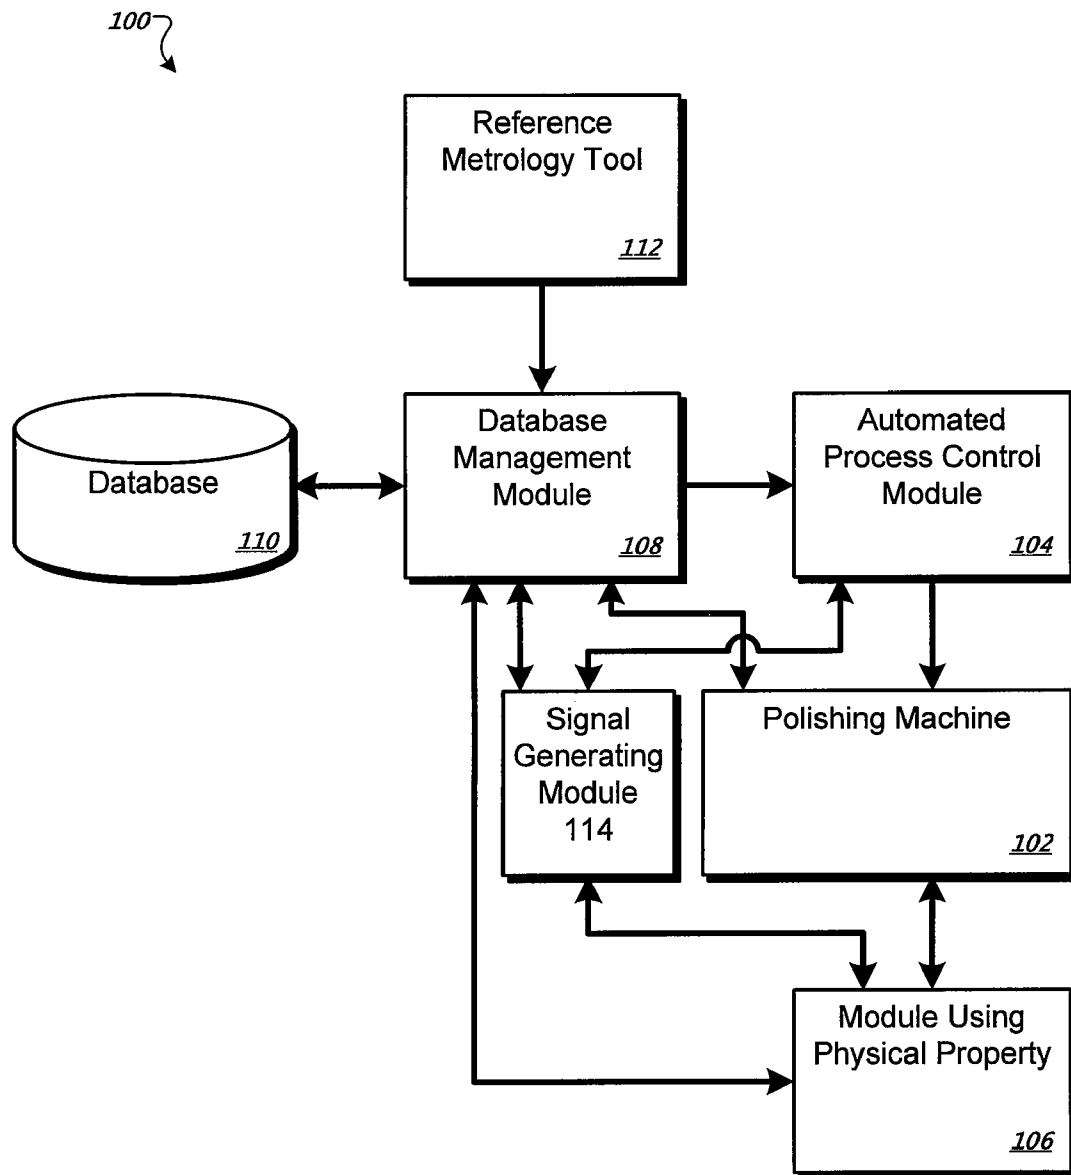 100
Reference
Metrology Tool
112
Database
110
Database
Management
Module
108
Automated
Process Control
Module
104
Signal
Generating
Module
114
Polishing Machine
102
Module Using
Physical Property
106